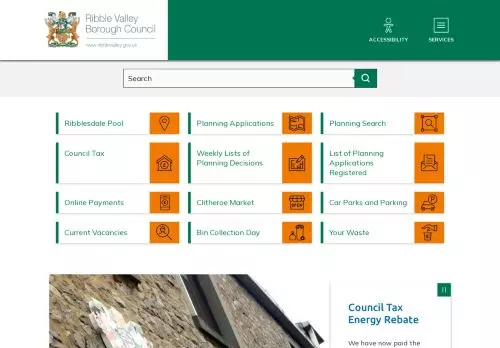 Ribble Valley
Borough Council
www.ribblevalley.gov.uk
ACCESSIBILITY
SERVICES
Search
Ribblesdale Pool
Planning Applications
Planning Search
Council Tax
Weekly Lists of
Planning Decisions
List of Planning
Applications
Registered
Online Payments
Clitheroe Market
OPEN
Car Parks and Parking
Current Vacancies
Bin Collection Day
Your Waste
Council Tax
Energy Rebate
We have now paid the